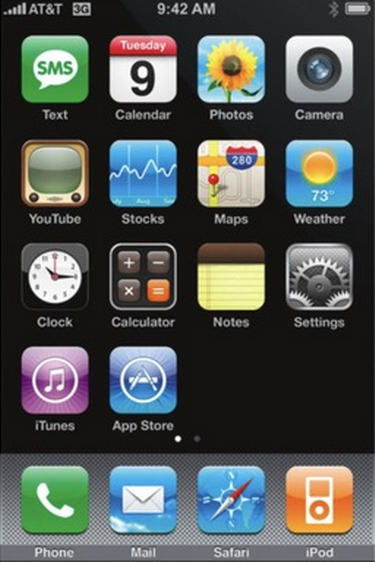 AT&T 3G 9:42 AM
SMS Tuesday 9
Text Calendar Photos Camera
280 73°
YouTube Stocks Maps Weather
Clock Calculator Notes Settings
iTunes App Store
Phone Mail Safari iPod